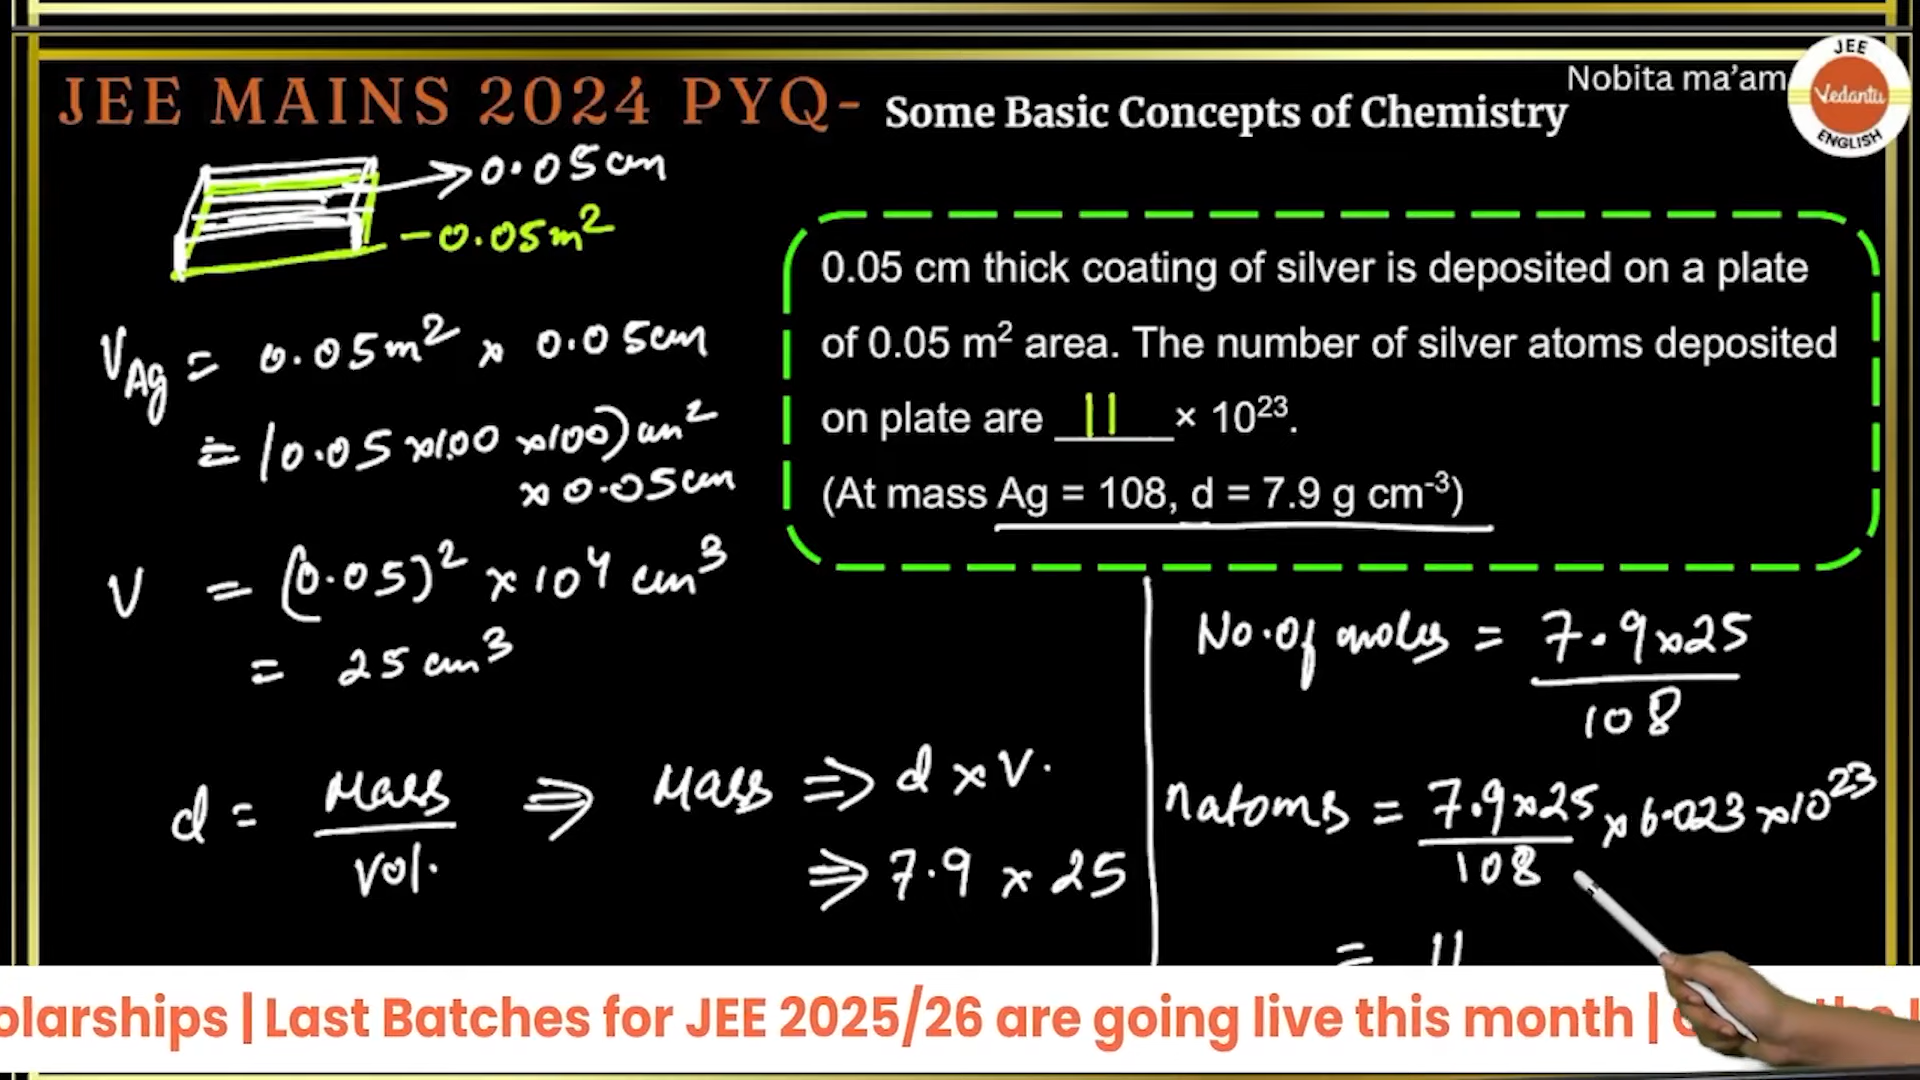 JEE MAINS 2024 PYQ- Some Basic Concepts of Chemistry
Nobita ma'am
JEE
Vedantu
ENGLISH
0.05 cm
-0.05m²
0.05 cm thick coating of silver is deposited on a plate
of 0.05 m² area. The number of silver atoms deposited
on plate are 11 × 10²³.
(At mass Ag = 108, d = 7.9 g cm⁻³)
V_Ag = 0.05m² × 0.05cm
= (0.05 × 100 × 100) cm²
× 0.05cm
V = (0.05)² × 10⁴ cm³
= 25 cm³
d = Mass / Vol. ⇒ Mass ⇒ d × V.
⇒ 7.9 × 25
No. of moles = 7.9 × 25 / 108
natoms = 7.9 × 25 / 108 × 6.023 × 10²³
= 11
olarships | Last Batches for JEE 2025/26 are going live this month |